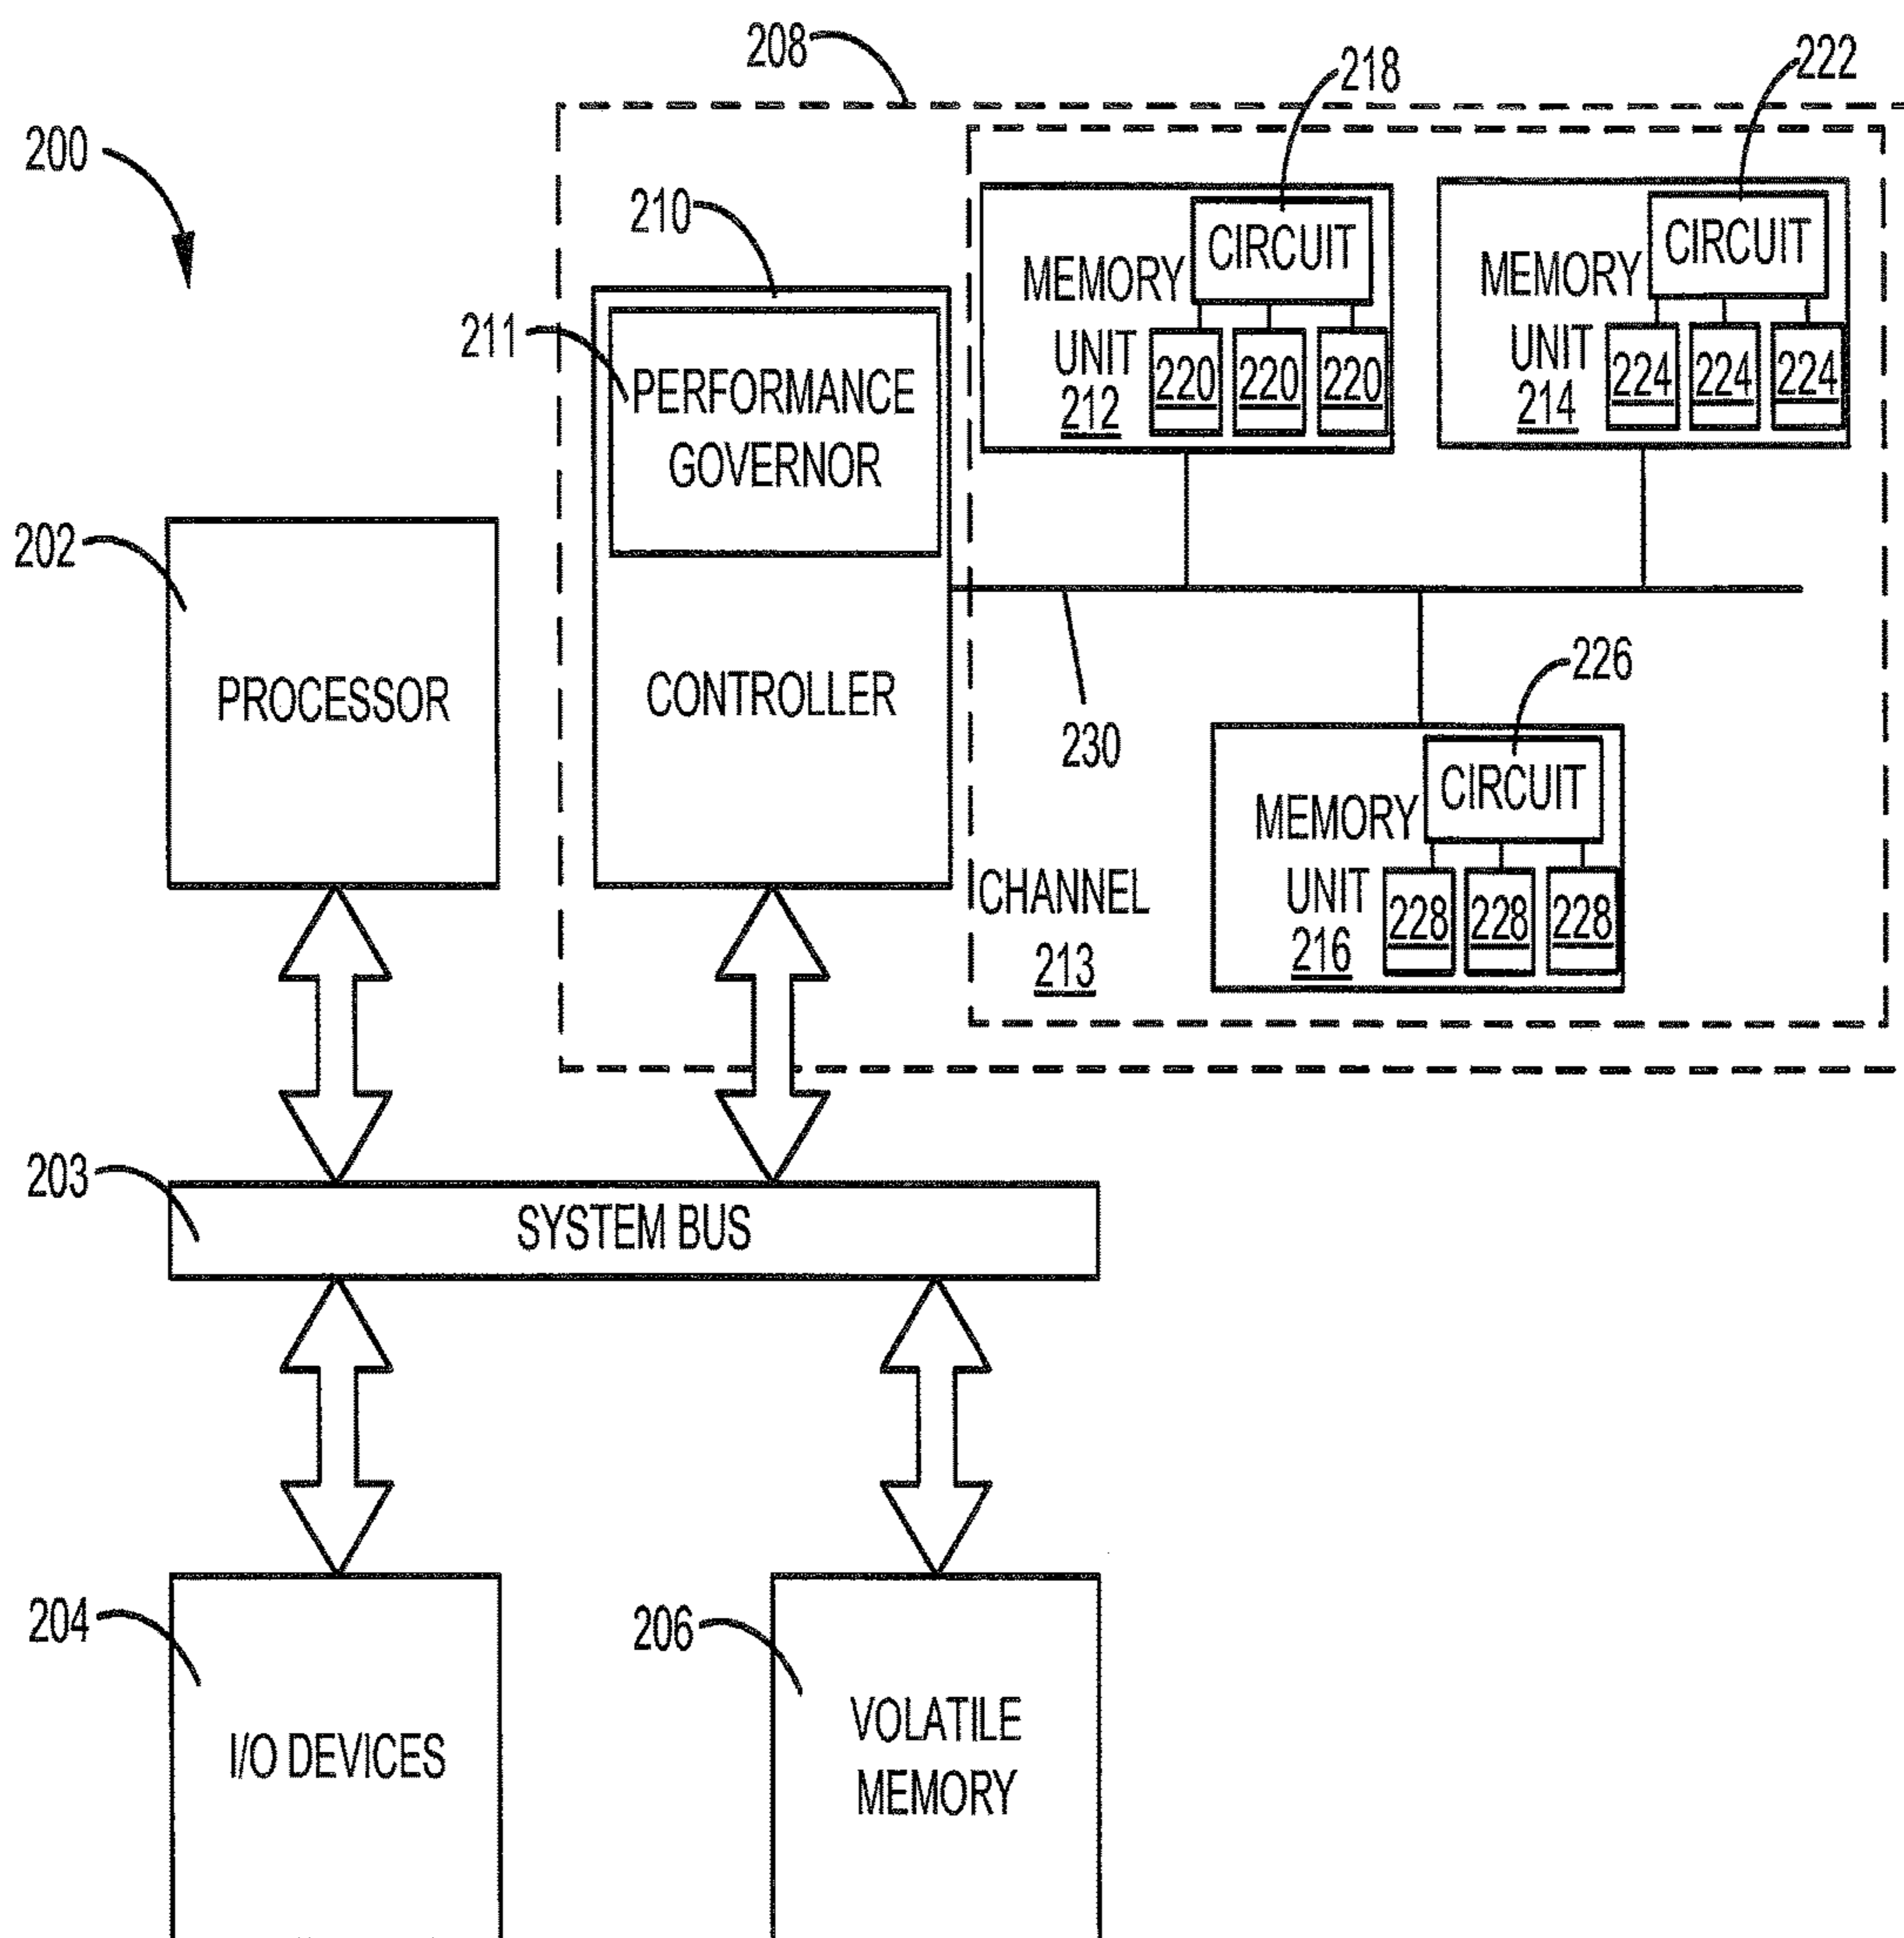 208
218
222
200
210
CIRCUIT
CIRCUIT
MEMORY
MEMORY
211
UNIT
220 220 220
UNIT
224 224 224
PERFORMANCE
212
214
GOVERNOR
202
226
PROCESSOR
CONTROLLER
230
CIRCUIT
MEMORY
CHANNEL
UNIT
228 228 228
213
216
203
SYSTEM BUS
204
206
VOLATILE
I/O DEVICES
MEMORY